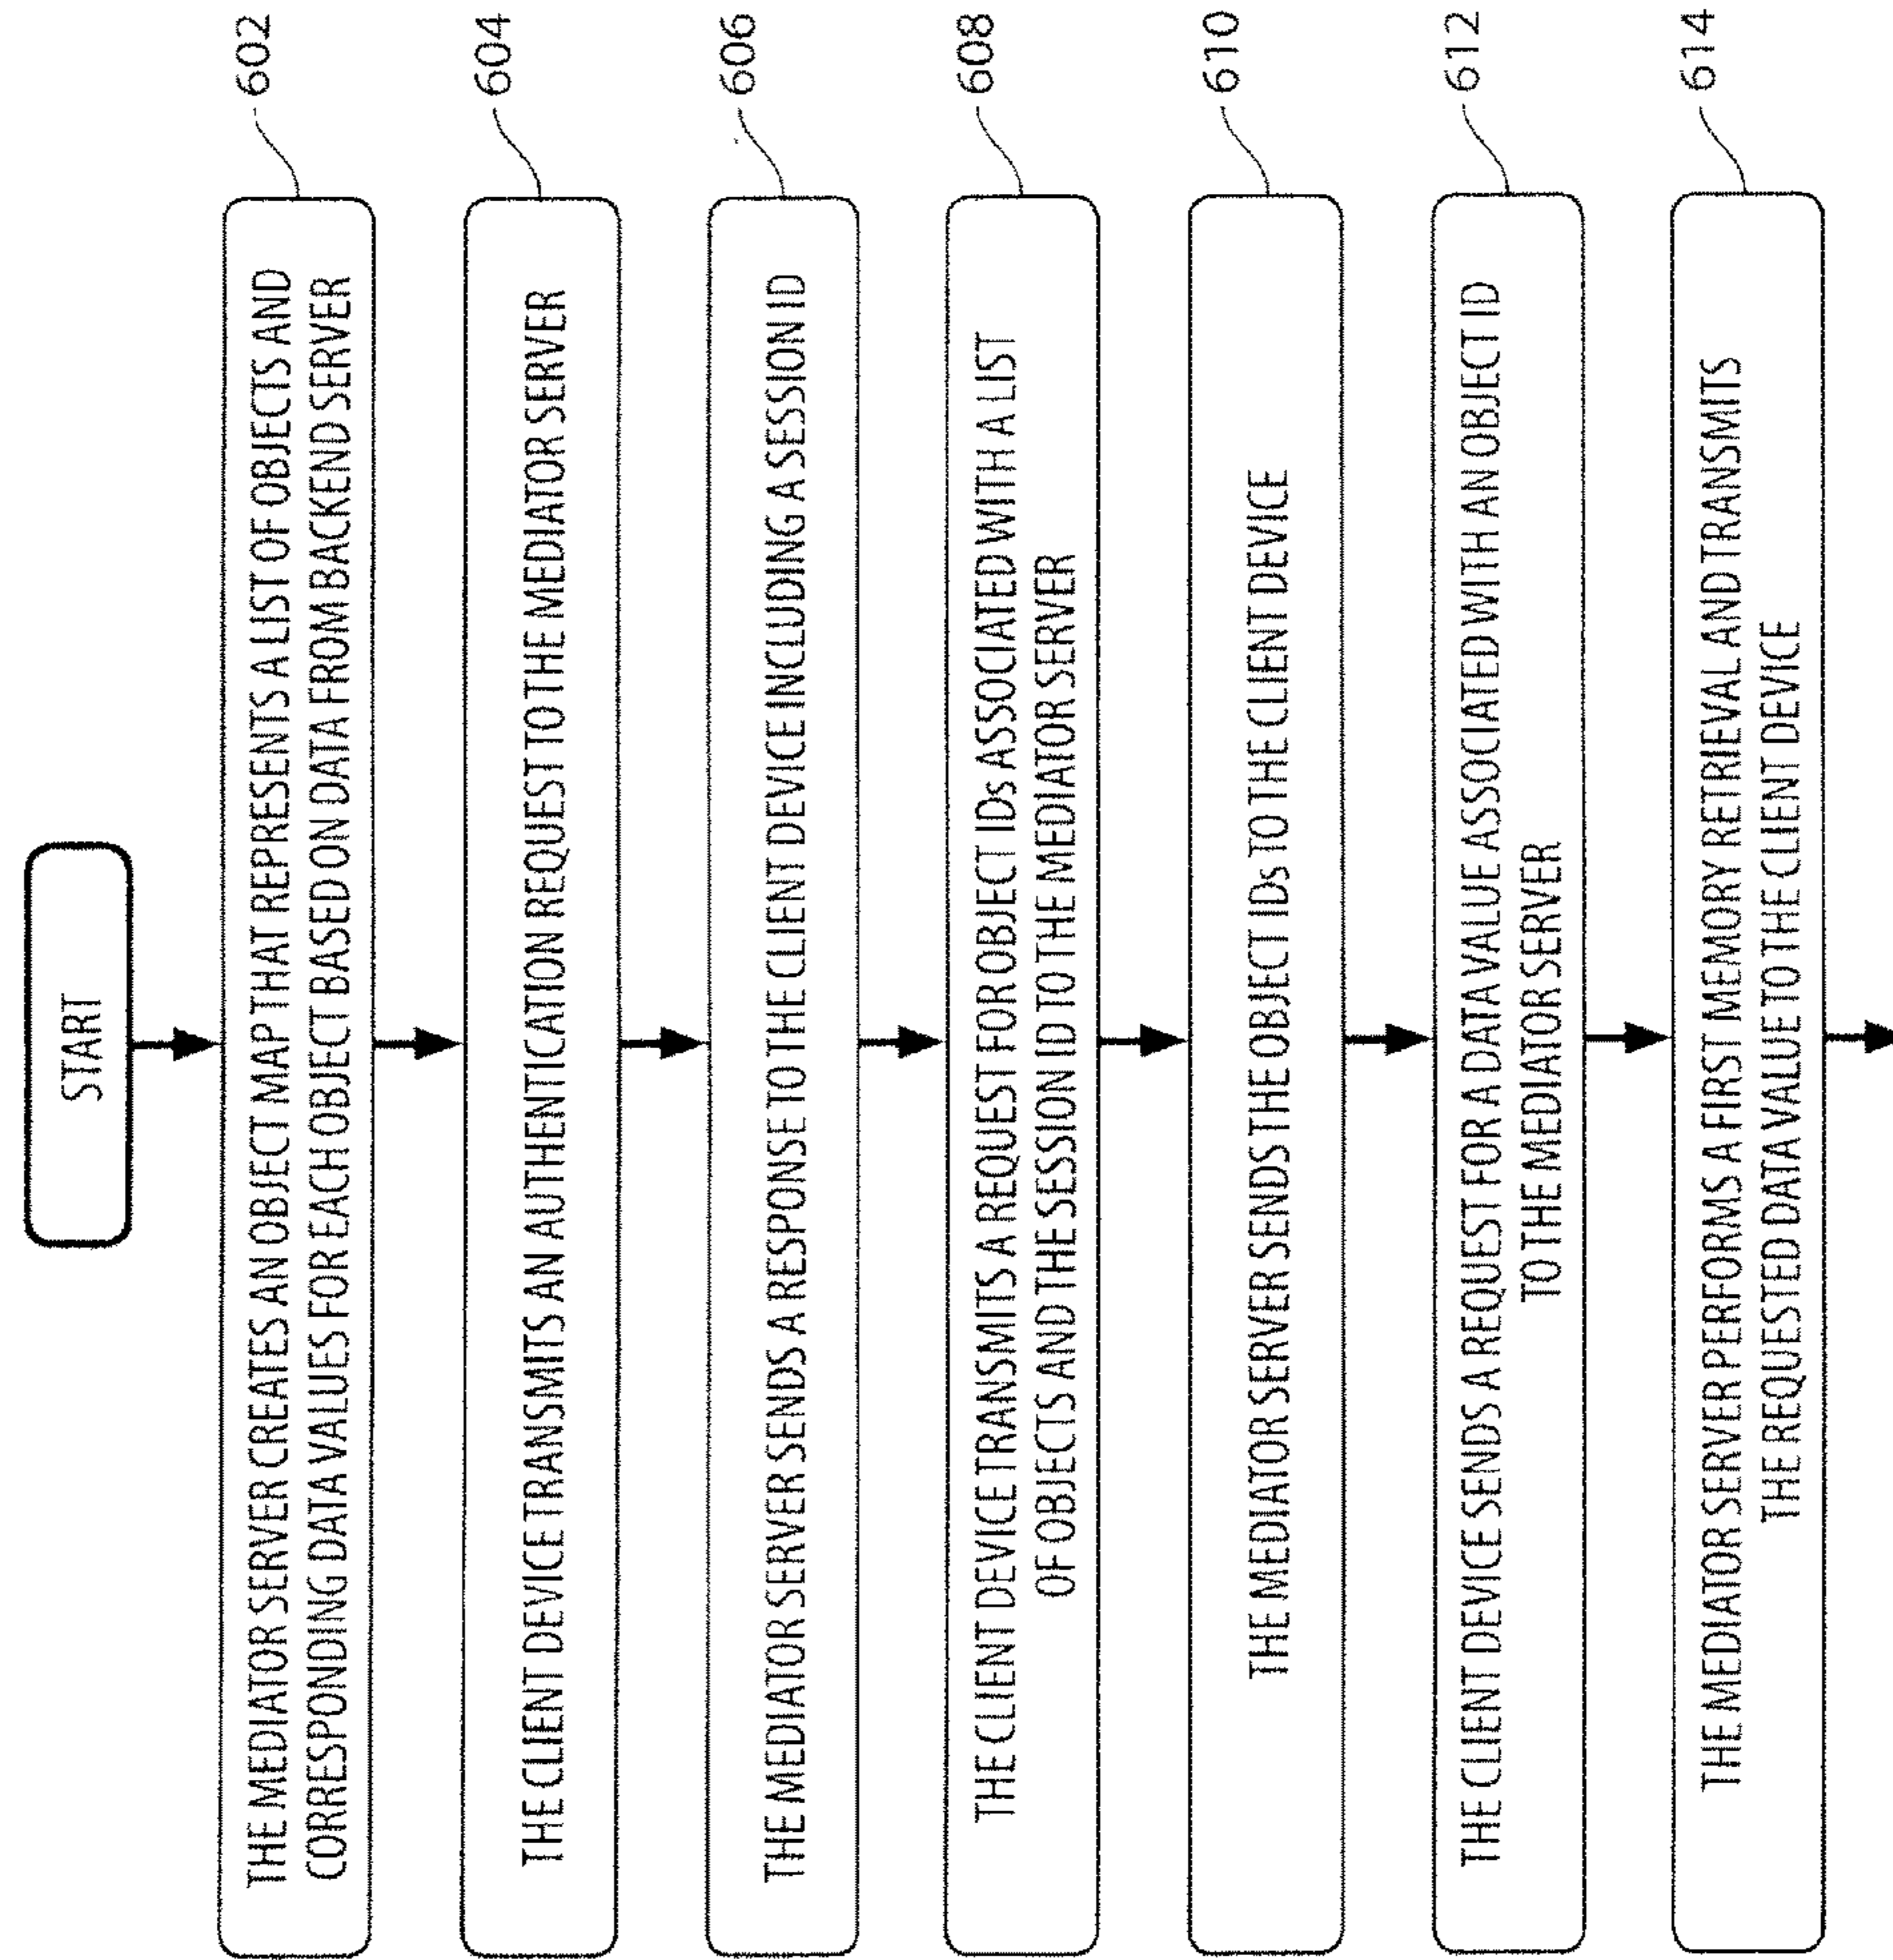 START
THE MEDIATOR SERVER CREATES AN OBJECT MAP THAT REPRESENTS A LIST OF OBJECTS AND
CORRESPONDING DATA VALUES FOR EACH OBJECT BASED ON DATA FROM BACKEND SERVER
602
THE CLIENT DEVICE TRANSMITS AN AUTHENTICATION REQUEST TO THE MEDIATOR SERVER
604
THE MEDIATOR SERVER SENDS A RESPONSE TO THE CLIENT DEVICE INCLUDING A SESSION ID
606
THE CLIENT DEVICE TRANSMITS A REQUEST FOR OBJECT IDs ASSOCIATED WITH A LIST
OF OBJECTS AND THE SESSION ID TO THE MEDIATOR SERVER
608
THE MEDIATOR SERVER SENDS THE OBJECT IDs TO THE CLIENT DEVICE
610
THE CLIENT DEVICE SENDS A REQUEST FOR A DATA VALUE ASSOCIATED WITH AN OBJECT ID
TO THE MEDIATOR SERVER
612
THE MEDIATOR SERVER PERFORMS A FIRST MEMORY RETRIEVAL AND TRANSMITS
THE REQUESTED DATA VALUE TO THE CLIENT DEVICE
614